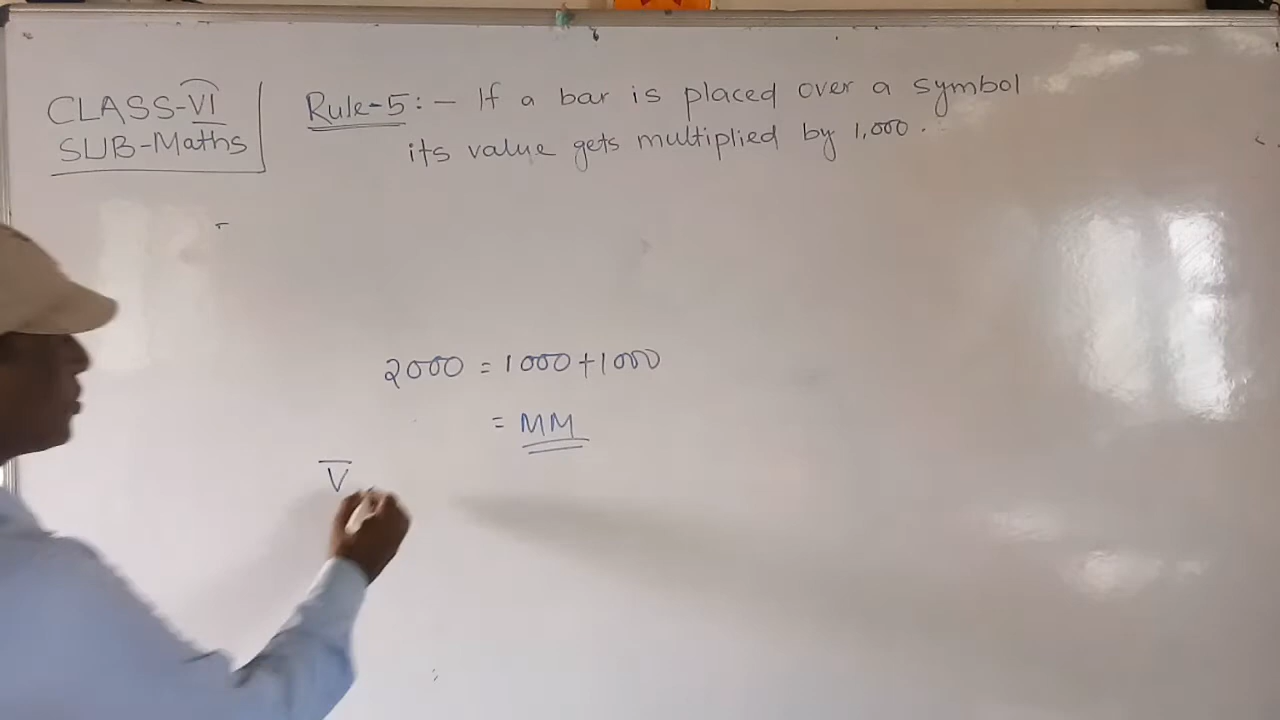 CLASS-VI
SUB-Maths
Rule-5:- If a bar is placed over a symbol
its value gets multiplied by 1,000.
2000 = 1000+1000
= MM
V̅